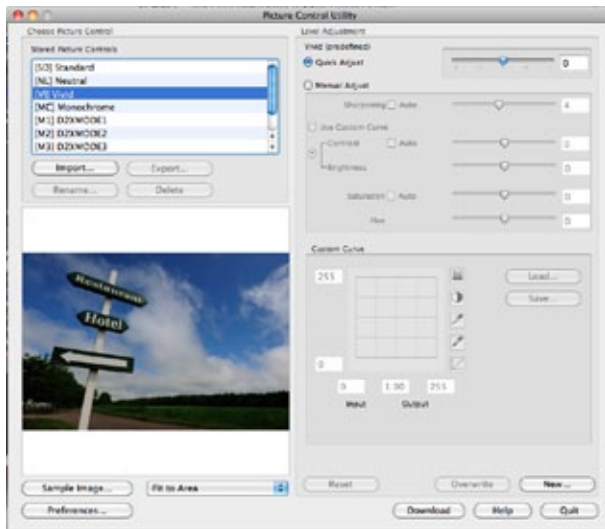 Picture Control Utility
Choose Picture Control
Stored Picture Controls
[SD] Standard
[NL] Neutral
[VI] Vivid
[MC] Monochrome
[M1] D2XMODE1
[M2] D2XMODE2
[M3] D2XMODE3
Import...
Export...
Rename...
Delete
Restaurant
Hotel
Sample Image...
Fit to Area
Preferences...
Level Adjustment
Vivid (predefined)
Quick Adjust
0
Manual Adjust
Sharpening
Auto
4
Use Custom Curve
Contrast
Auto
0
Brightness
0
Saturation
Auto
0
Hue
0
Custom Curve
255
Load...
Save...
0
0
1.00
255
Input
Output
Reset
Overwrite
New...
Download
Help
Quit